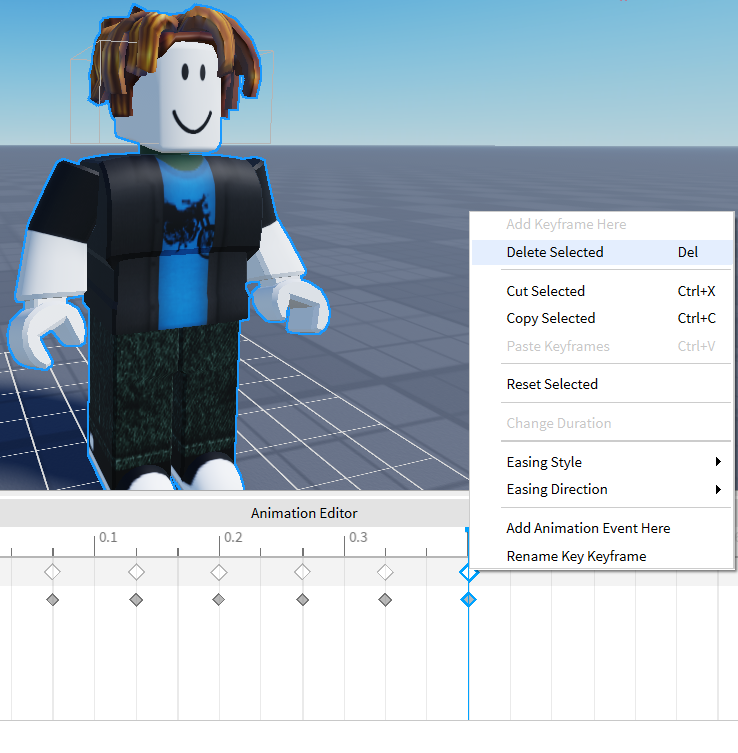 Add Keyframe Here
Delete Selected Del
Cut Selected Ctrl+X
Copy Selected Ctrl+C
Paste Keyframes Ctrl+V
Reset Selected
Change Duration
Easing Style
Easing Direction
Add Animation Event Here
Rename Key Keyframe
Animation Editor
0.1 0.2 0.3